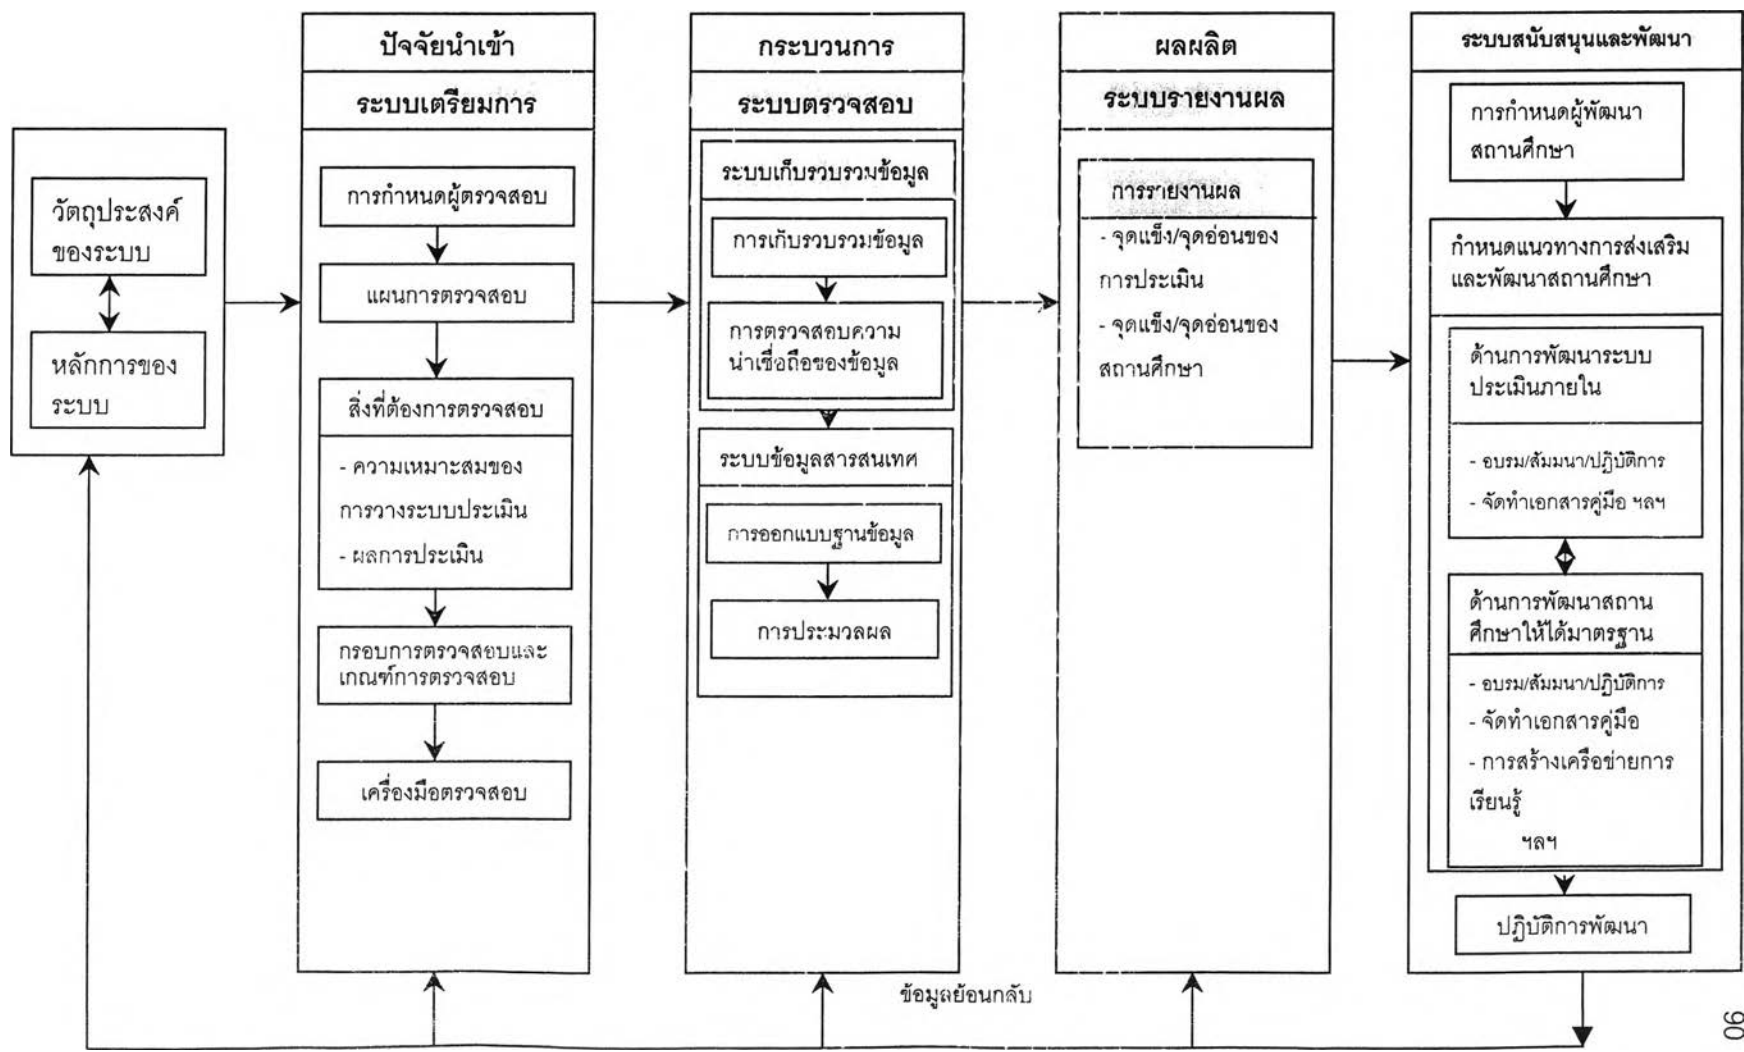 วัตถุประสงค์
ของระบบ
หลักการของ
ระบบ
ปัจจัยนำเข้า
ระบบเตรียมการ
การกำหนดผู้ตรวจสอบ
แผนการตรวจสอบ
สิ่งที่ต้องการตรวจสอบ
- ความเหมาะสมของ
การวางระบบประเมิน
- ผลการประเมิน
กรอบการตรวจสอบและ
เกณฑ์การตรวจสอบ
เครื่องมือตรวจสอบ
กระบวนการ
ระบบตรวจสอบ
ระบบเก็บรวบรวมข้อมูล
การเก็บรวบรวมข้อมูล
การตรวจสอบความ
น่าเชื่อถือของข้อมูล
ระบบข้อมูลสารสนเทศ
การออกแบบฐานข้อมูล
การประมวลผล
ผลผลิต
ระบบรายงานผล
การรายงานผล
- จุดแข็ง/จุดอ่อนของ
การประเมิน
- จุดแข็ง/จุดอ่อนของ
สถานศึกษา
ระบบสนับสนุนและพัฒนา
การกำหนดผู้พัฒนา
สถานศึกษา
กำหนดแนวทางการส่งเสริม
และพัฒนาสถานศึกษา
ด้านการพัฒนาระบบ
ประเมินภายใน
- อบรม/สัมมนา/ปฏิบัติการ
- จัดทำเอกสารคู่มือ ฯลฯ
ด้านการพัฒนาสถาน
ศึกษาให้ได้มาตรฐาน
- อบรม/สัมมนา/ปฏิบัติการ
- จัดทำเอกสารคู่มือ
- การสร้างเครือข่ายการ
เรียนรู้
ฯลฯ
ปฏิบัติการพัฒนา
ข้อมูลย้อนกลับ
90